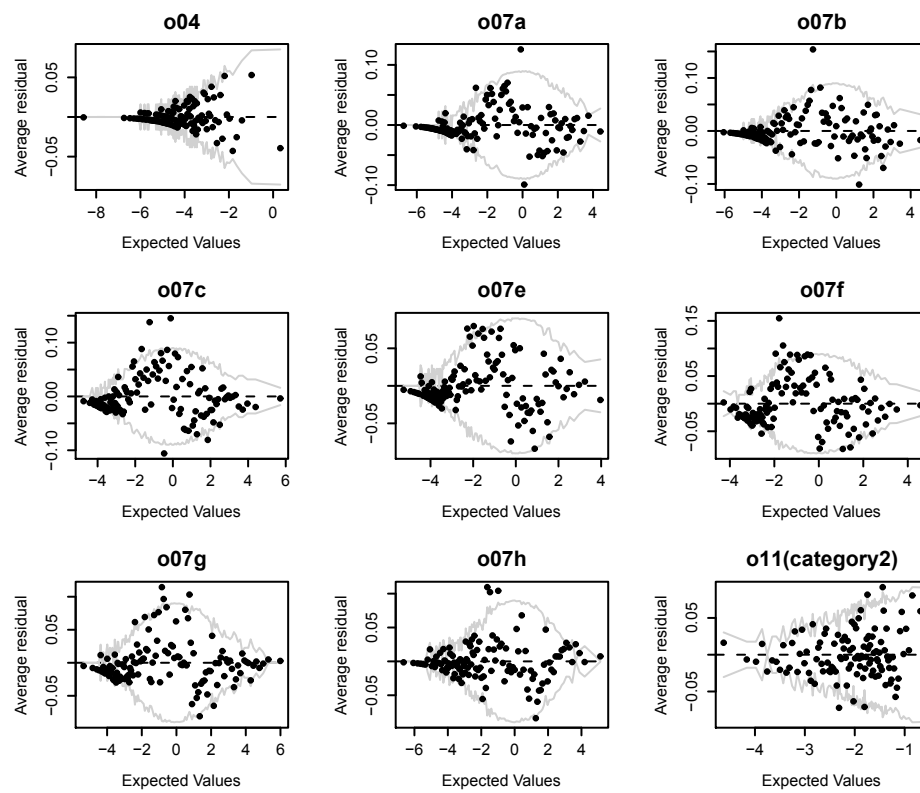 o04
o07a
o07b
Average residual
−0.05
0.05
−8
−6
−4
−2
0
Expected Values
Average residual
−0.10
0.00
0.10
−6
−4
−2
0
2
4
Expected Values
Average residual
−0.10
0.00
0.10
−6
−4
−2
0
2
4
Expected Values
o07c
o07e
o07f
Average residual
−0.10
0.00
0.10
−4
−2
0
2
4
6
Expected Values
Average residual
−0.05
0.05
−4
−2
0
2
4
Expected Values
Average residual
−0.05
0.05
0.15
−4
−2
0
2
4
Expected Values
o07g
o07h
o11(category2)
Average residual
−0.05
0.05
−4
−2
0
2
4
6
Expected Values
Average residual
−0.05
0.05
−6
−4
−2
0
2
4
Expected Values
Average residual
−0.05
0.05
−4
−3
−2
−1
Expected Values